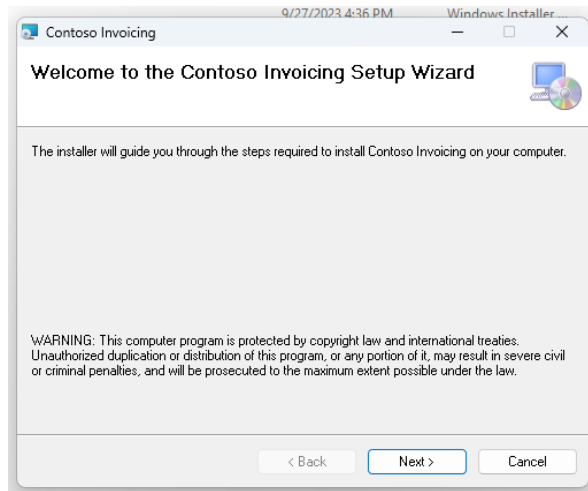 9/27/2023 4:36 PM Windows Installer ...
Contoso Invoicing
Welcome to the Contoso Invoicing Setup Wizard
The installer will guide you through the steps required to install Contoso Invoicing on your computer.
WARNING: This computer program is protected by copyright law and international treaties.
Unauthorized duplication or distribution of this program, or any portion of it, may result in severe civil
or criminal penalties, and will be prosecuted to the maximum extent possible under the law.
< Back Next > Cancel